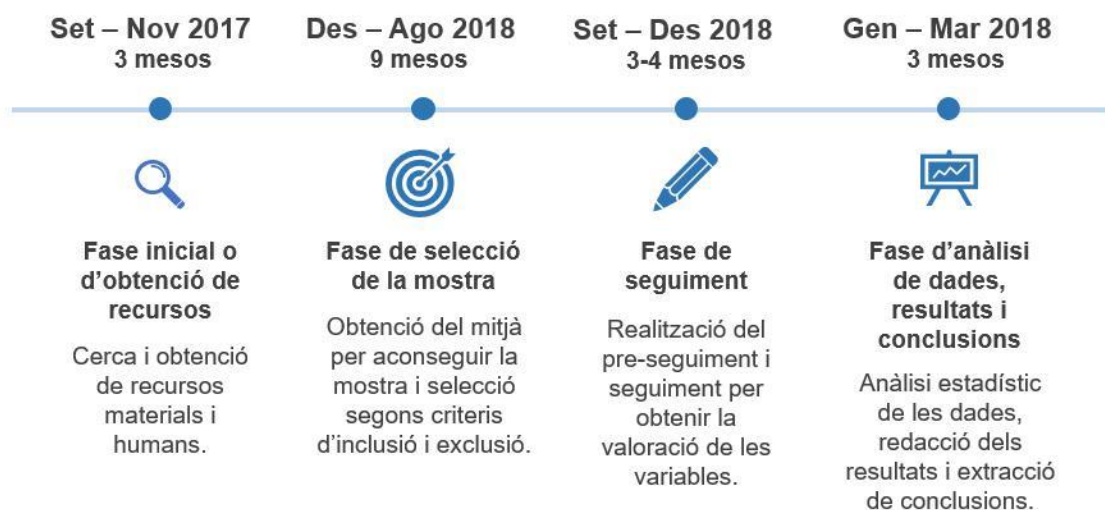 Set – Nov 2017
3 mesos
Des – Ago 2018
9 mesos
Set – Des 2018
3-4 mesos
Gen – Mar 2018
3 mesos
Fase inicial o
d’obtenció de
recursos
Cerca i obtenció
de recursos
materials i
humans.
Fase de selecció
de la mostra
Obtenció del mitjà
per aconseguir la
mostra i selecció
segons criteris
d’inclusió i exclusió.
Fase de
seguiment
Realització del
pre-seguiment i
seguiment per
obtenir la
valoració de les
variables.
Fase d’anàlisi
de dades,
resultats i
conclusions
Anàlisi estadístic
de les dades,
redacció dels
resultats i extracció
de conclusions.